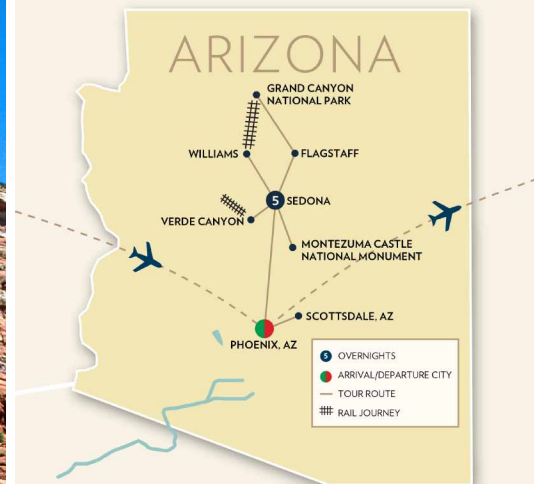 ARIZONA
GRAND CANYON
NATIONAL PARK
WILLIAMS
FLAGSTAFF
5 SEDONA
VERDE CANYON
MONTEZUMA CASTLE
NATIONAL MONUMENT
SCOTTSDALE, AZ
PHOENIX, AZ
5 OVERNIGHTS
ARRIVAL/DEPARTURE CITY
TOUR ROUTE
RAIL JOURNEY